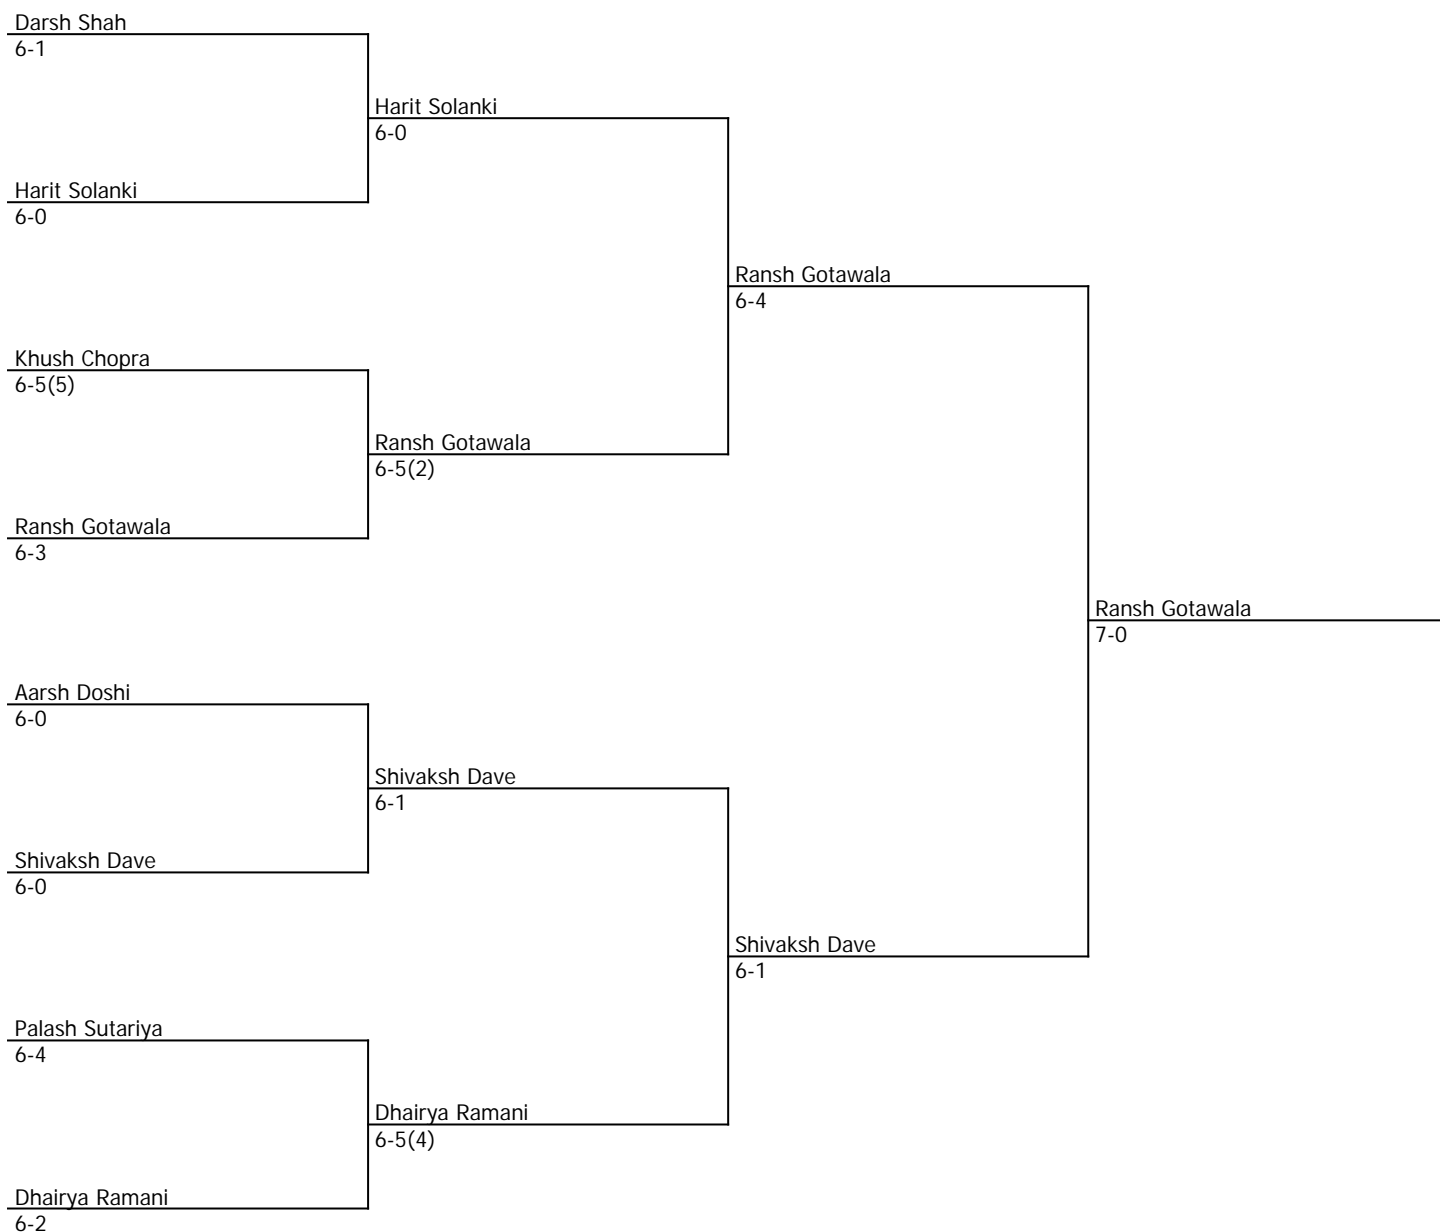 Darsh Shah
6-1
Harit Solanki
6-0
Harit Solanki
6-0
Ransh Gotawala
6-4
Khush Chopra
6-5(5)
Ransh Gotawala
6-5(2)
Ransh Gotawala
6-3
Ransh Gotawala
7-0
Aarsh Doshi
6-0
Shivaksh Dave
6-1
Shivaksh Dave
6-0
Shivaksh Dave
6-1
Palash Sutariya
6-4
Dhairya Ramani
6-5(4)
Dhairya Ramani
6-2